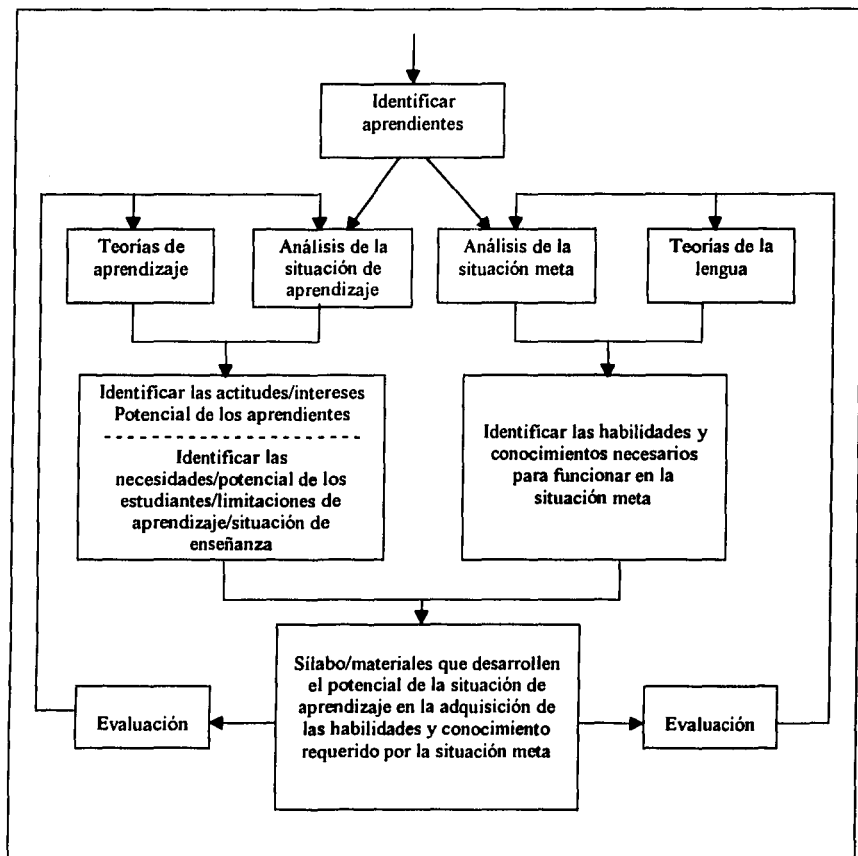 Identificar
aprendientes
Teorías de
aprendizaje
Análisis de la
situación de
aprendizaje
Análisis de la
situación meta
Teorías de la
lengua
Identificar las actitudes/intereses
Potencial de los aprendientes
Identificar las
necesidades/potencial de los
estudiantes/limitaciones de
aprendizaje/situación de
enseñanza
Identificar las habilidades y
conocimientos necesarios
para funcionar en la
situación meta
Evaluación
Sílabo/materiales que desarrollen
el potencial de la situación de
aprendizaje en la adquisición de
las habilidades y conocimiento
requerido por la situación meta
Evaluación